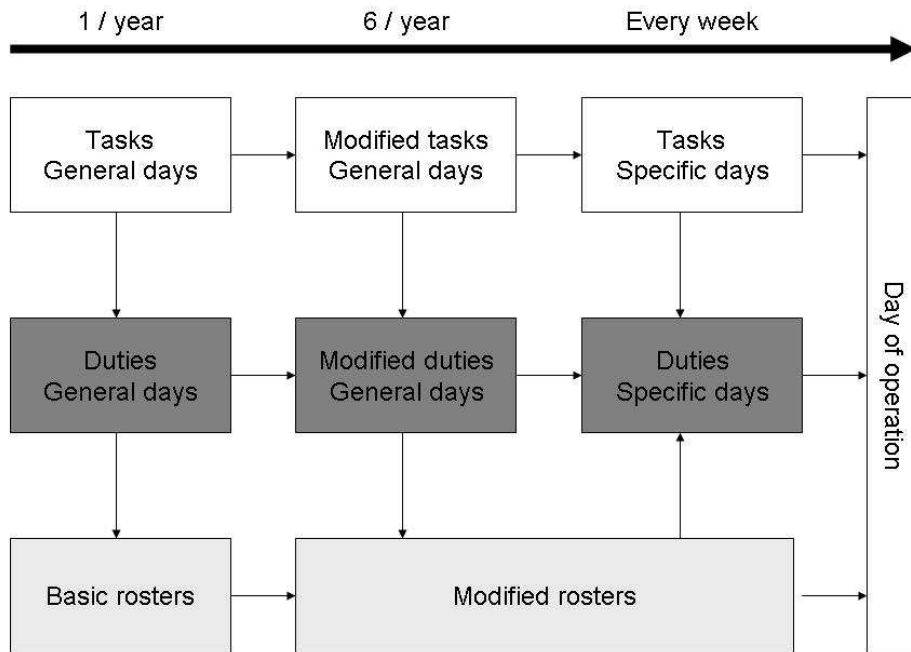 1 / year
6 / year
Every week
Tasks
General days
Modified tasks
General days
Tasks
Specific days
Duties
General days
Modified duties
General days
Duties
Specific days
Day of operation
Basic rosters
Modified rosters